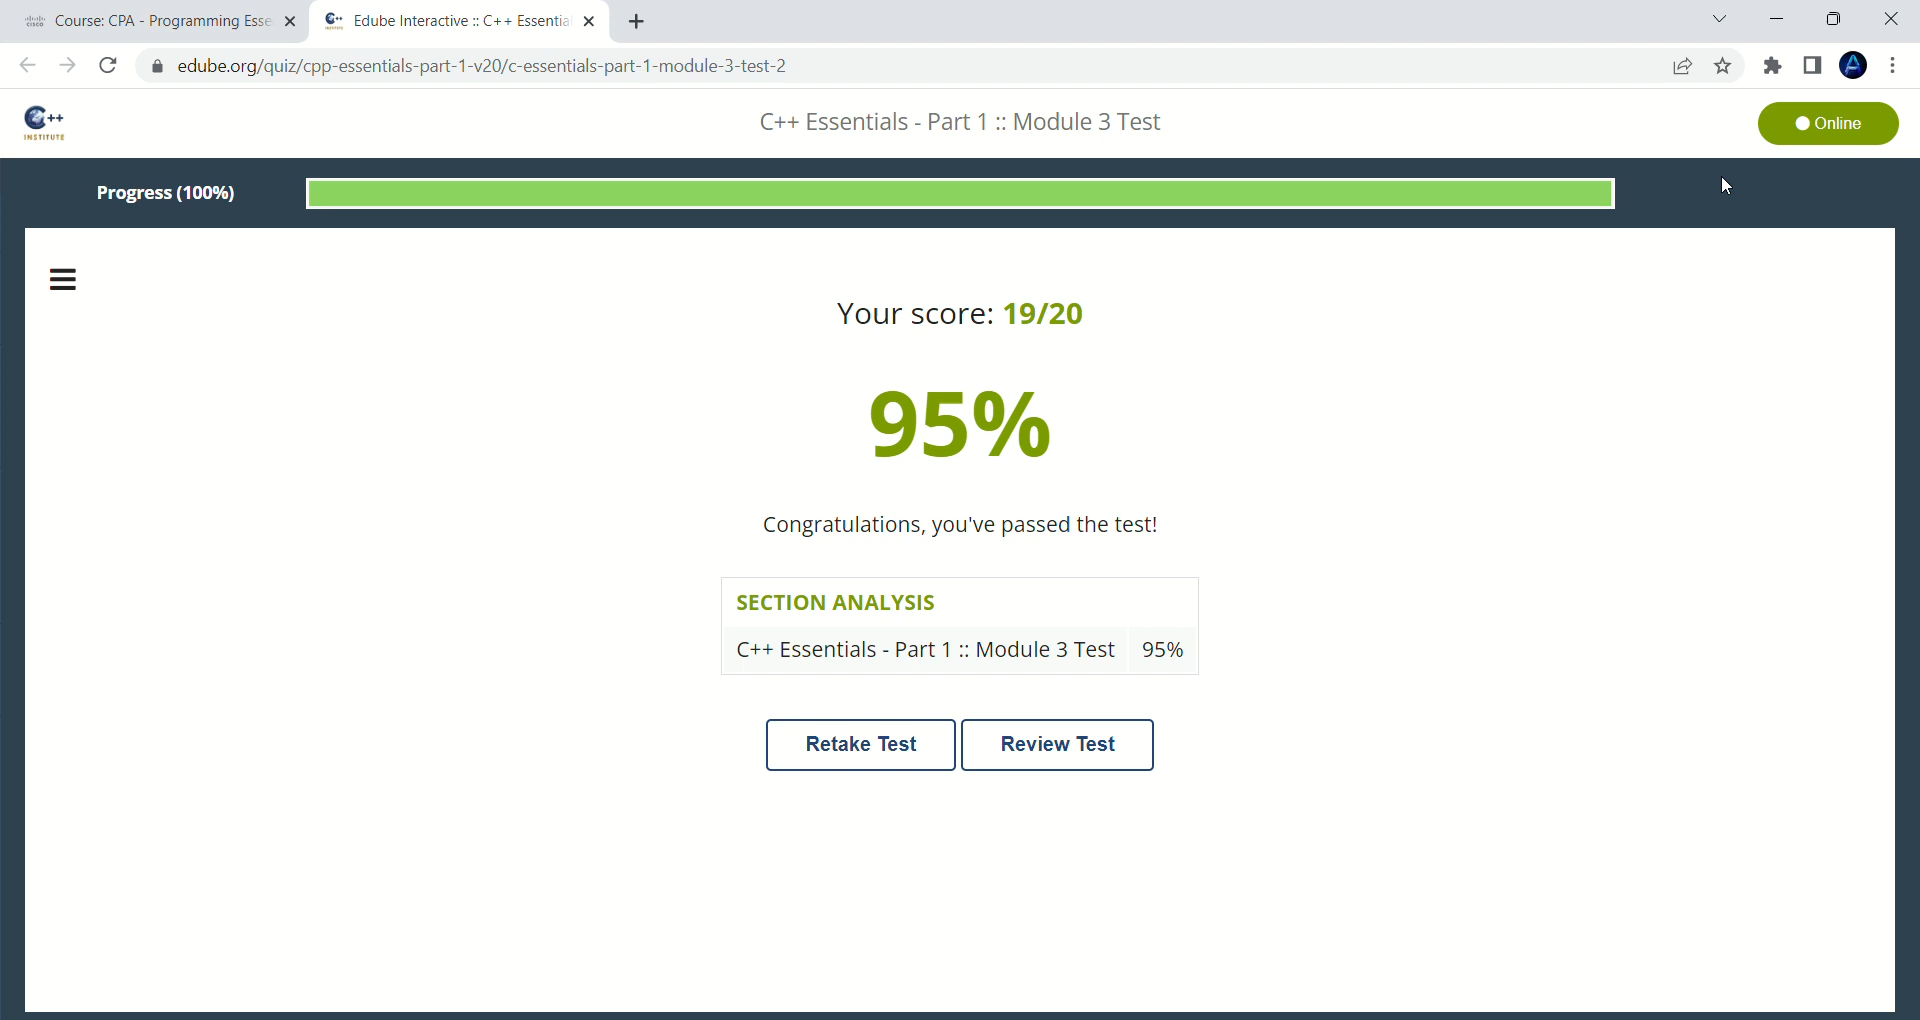 Course: CPA - Programming Esse
Edube Interactive :: C++ Essentia
edube.org/quiz/cpp-essentials-part-1-v20/c-essentials-part-1-module-3-test-2
C++
INSTITUTE
C++ Essentials - Part 1 :: Module 3 Test
Online
Progress (100%)
Your score: 19/20
95%
Congratulations, you've passed the test!
SECTION ANALYSIS
C++ Essentials - Part 1 :: Module 3 Test 95%
Retake Test Review Test